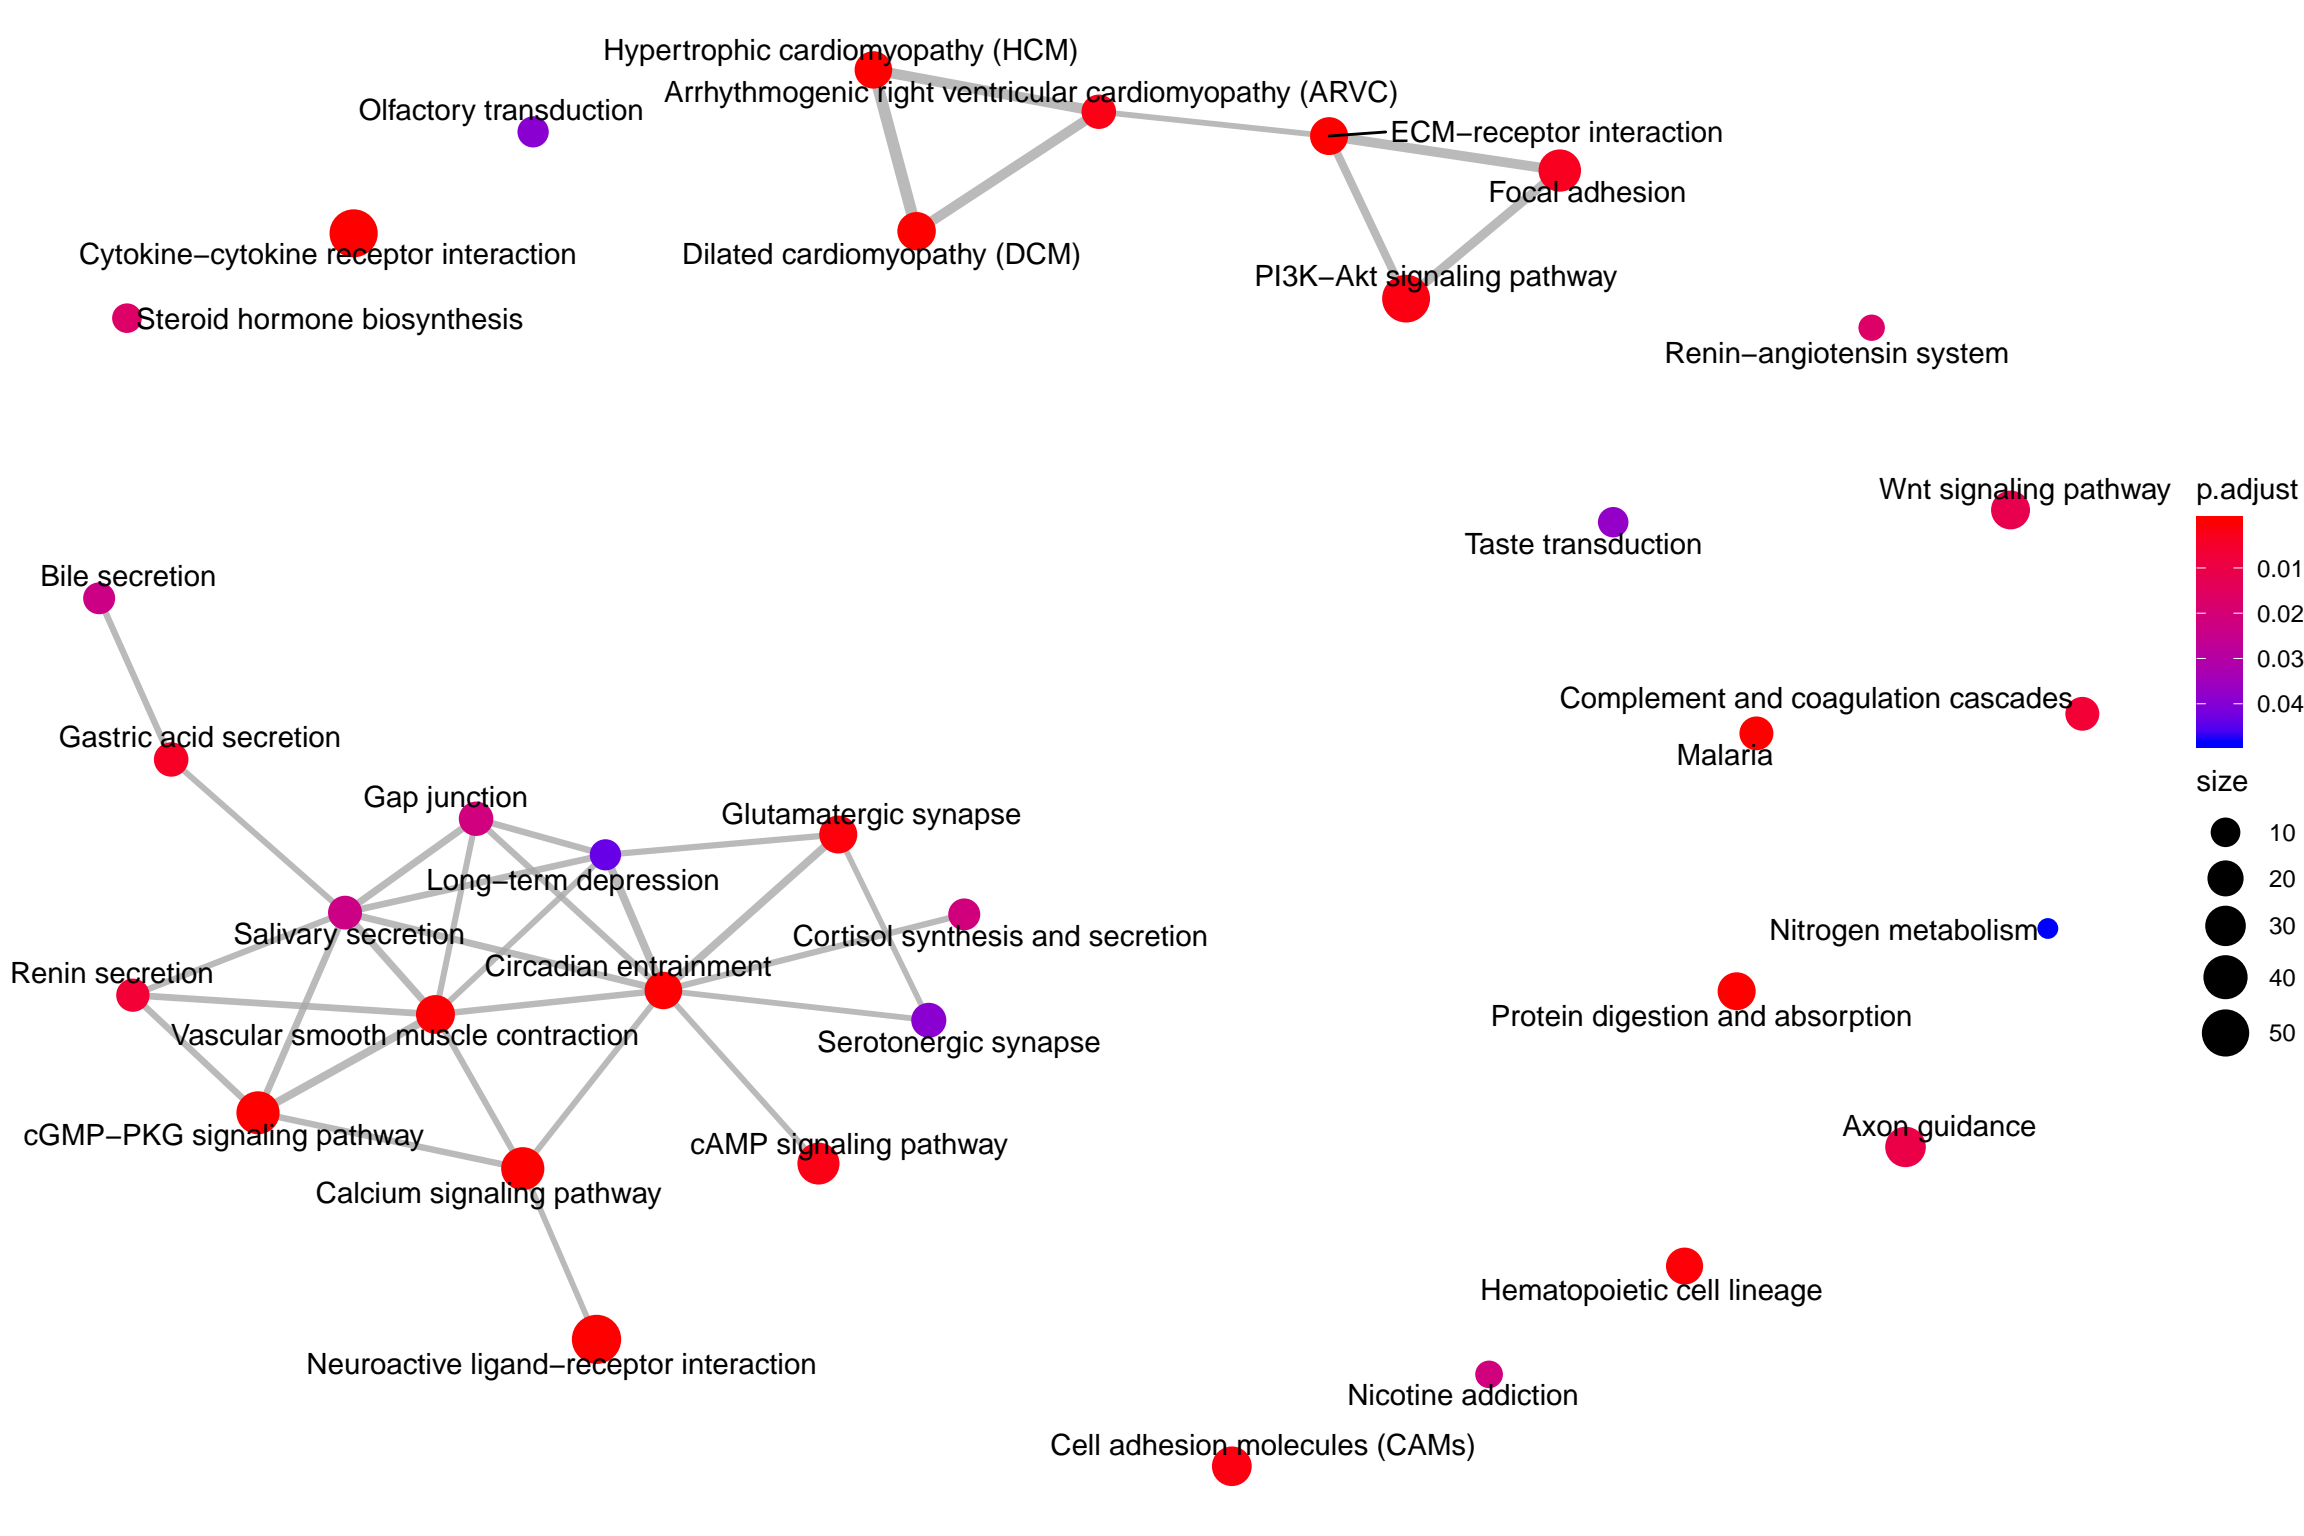 Hypertrophic cardiomyopathy (HCM)
Arrhythmogenic right ventricular cardiomyopathy (ARVC)
Olfactory transduction
ECM−receptor interaction
Focal adhesion
Cytokine−cytokine receptor interaction
Dilated cardiomyopathy (DCM)
PI3K−Akt signaling pathway
Steroid hormone biosynthesis
Renin−angiotensin system
Wnt signaling pathway
Taste transduction
Bile secretion
Complement and coagulation cascades
Gastric acid secretion
Malaria
Gap junction
Glutamatergic synapse
Long−term depression
Salivary secretion
Cortisol synthesis and secretion
Nitrogen metabolism
Renin secretion
Circadian entrainment
Protein digestion and absorption
Vascular smooth muscle contraction
Serotonergic synapse
cGMP−PKG signaling pathway
cAMP signaling pathway
Axon guidance
Calcium signaling pathway
Hematopoietic cell lineage
Neuroactive ligand−receptor interaction
Nicotine addiction
Cell adhesion molecules (CAMs)
p.adjust
0.01
0.02
0.03
0.04
size
10
20
30
40
50